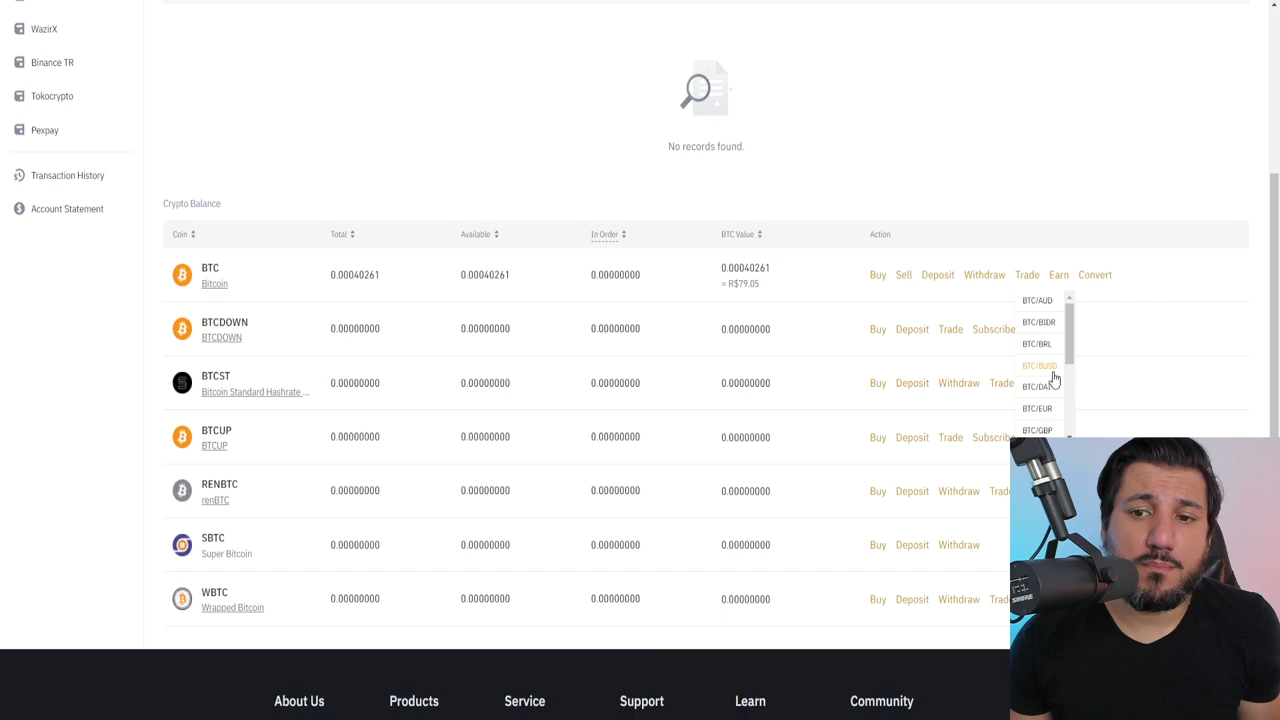 WazirX
Binance TR
Tokocrypto
Pexpay
Transaction History
Account Statement
No records found.
Crypto Balance
Coin Total Available In Order BTC Value Action
BTC
Bitcoin
0.00040261 0.00040261 0.00000000 0.00040261
≈ R$79.05
Buy Sell Deposit Withdraw Trade Earn Convert
BTC/AUD
BTC/BIDR
BTC/BRL
BTC/BUSD
BTC/EUR
BTC/GBP
BTCDOWN
BTCDOWN
0.00000000 0.00000000 0.00000000 0.00000000 Buy Deposit Trade Subscribe
BTCST
Bitcoin Standard Hashrate ...
0.00000000 0.00000000 0.00000000 0.00000000 Buy Deposit Withdraw Trade
BTCUP
BTCUP
0.00000000 0.00000000 0.00000000 0.00000000 Buy Deposit Trade
RENBTC
renBTC
0.00000000 0.00000000 0.00000000 0.00000000 Buy Deposit Withdraw
SBTC
Super Bitcoin
0.00000000 0.00000000 0.00000000 0.00000000 Buy Deposit Withdraw
WBTC
Wrapped Bitcoin
0.00000000 0.00000000 0.00000000 0.00000000 Buy Deposit Withdraw
About Us Products Service Support Learn Community
SHURE